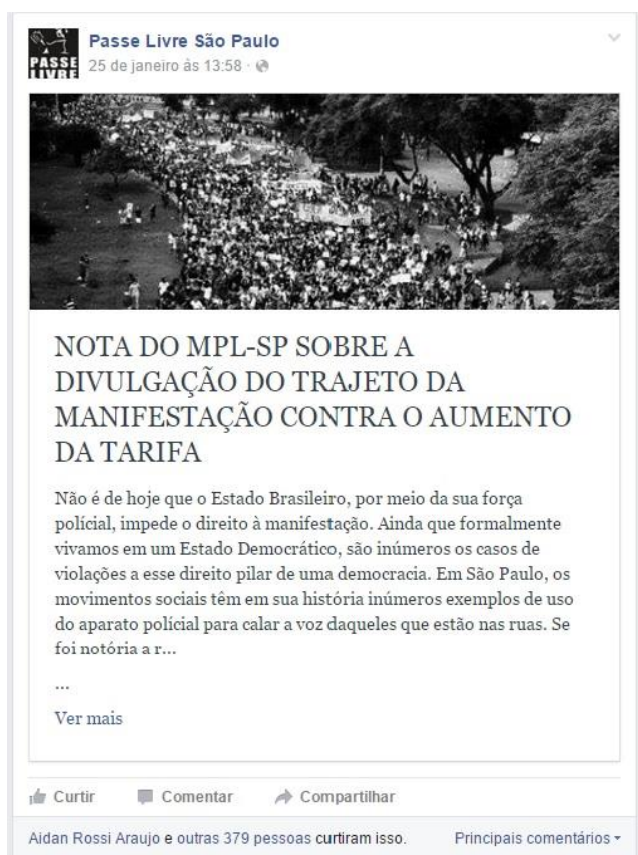 PASSE
LIVRE
Passe Livre São Paulo
25 de janeiro às 13:58 ·
NOTA DO MPL-SP SOBRE A
DIVULGAÇÃO DO TRAJETO DA
MANIFESTAÇÃO CONTRA O AUMENTO
DA TARIFA
Não é de hoje que o Estado Brasileiro, por meio da sua força
policial, impede o direito à manifestação. Ainda que formalmente
vivamos em um Estado Democrático, são inúmeros os casos de
violações a esse direito pilar de uma democracia. Em São Paulo, os
movimentos sociais têm em sua história inúmeros exemplos de uso
do aparato policial para calar a voz daqueles que estão nas ruas. Se
foi notória a r...
...
Ver mais
Curtir Comentar Compartilhar
Aidan Rossi Araujo e outras 379 pessoas curtiram isso. Principais comentários